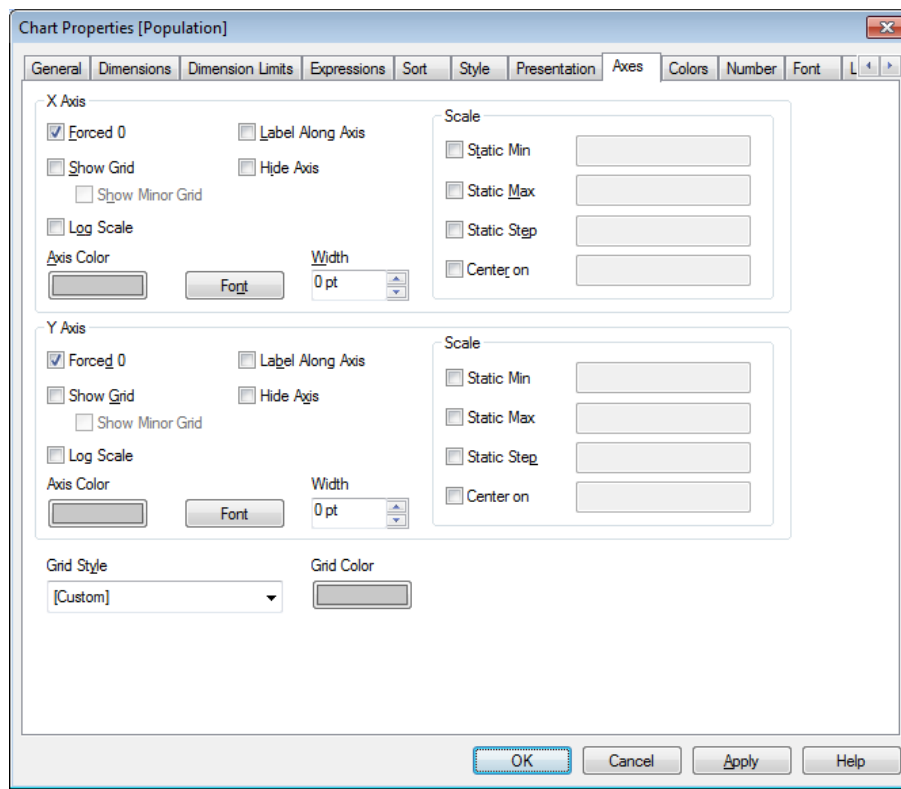 Chart Properties [Population]
General Dimensions Dimension Limits Expressions Sort Style Presentation Axes Colors Number Font L
X Axis
Forced 0
Label Along Axis
Show Grid
Hide Axis
Show Minor Grid
Log Scale
Axis Color
Width
Font
0 pt
Scale
Static Min
Static Max
Static Step
Center on
Y Axis
Forced 0
Label Along Axis
Show Grid
Hide Axis
Show Minor Grid
Log Scale
Axis Color
Width
Font
0 pt
Scale
Static Min
Static Max
Static Step
Center on
Grid Style
Grid Color
[Custom]
OK Cancel Apply Help